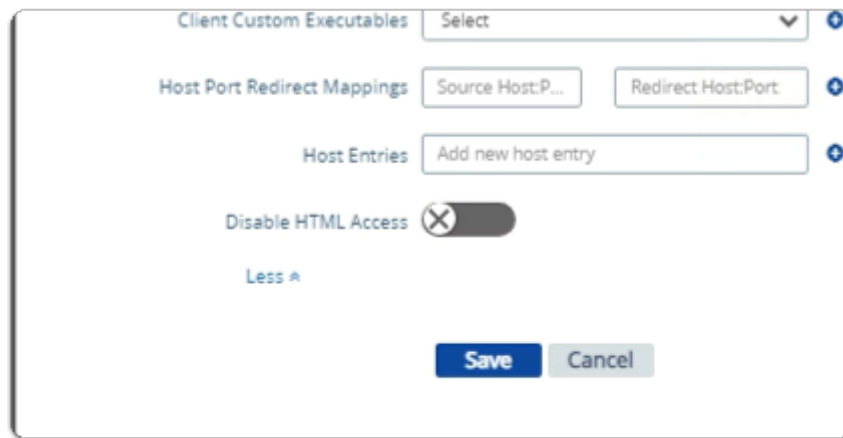 Client Custom Executables Select
Host Port Redirect Mappings Source Host:P... Redirect Host:Port
Host Entries Add new host entry
Disable HTML Access
Less
Save Cancel